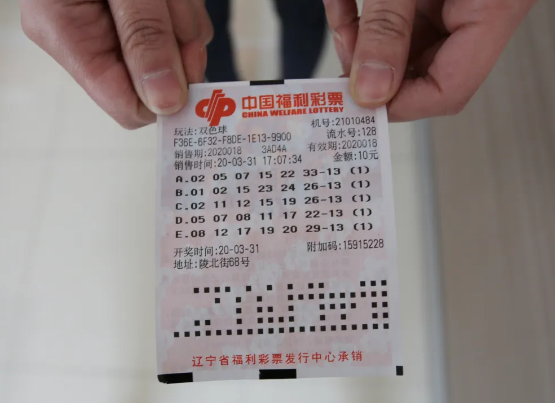 中国福利彩票
CHINA WELFARE LOTTERY
玩法:双色球 机号:21010484
F36E-6F32-F8DE-1E13-9900 流水号:128
销售期:2020018 3AD4A 有效期:2020018
销售时间:20-03-31 17:07:34 金额:10元
A.02 05 07 15 22 33-13 (1)
B.01 02 15 23 24 26-13 (1)
C.02 11 12 15 19 26-13 (1)
D.05 07 08 11 17 22-13 (1)
E.08 12 17 19 20 29-13 (1)
开奖时间:20-03-31 附加码:15915228
地址:陵北街68号
辽宁省福利彩票发行中心承销